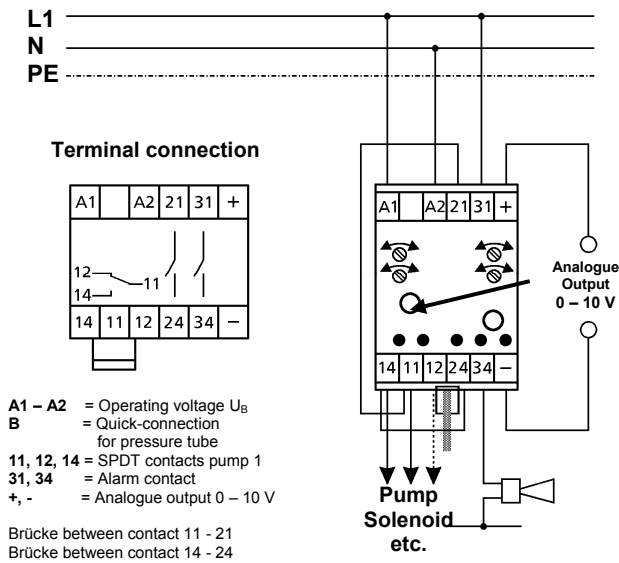 L1
N
PE
Terminal connection
A1 A2 21 31 +
12
11
14
14 11 12 24 34 –
A1 – A2 = Operating voltage UB
B = Quick-connection
for pressure tube
11, 12, 14 = SPDT contacts pump 1
31, 34 = Alarm contact
+, - = Analogue output 0 – 10 V
Brücke between contact 11 - 21
Brücke between contact 14 - 24
A1 A2 21 31 +
Analogue
Output
0 – 10 V
14 11 12 24 34 –
Pump
Solenoid
etc.